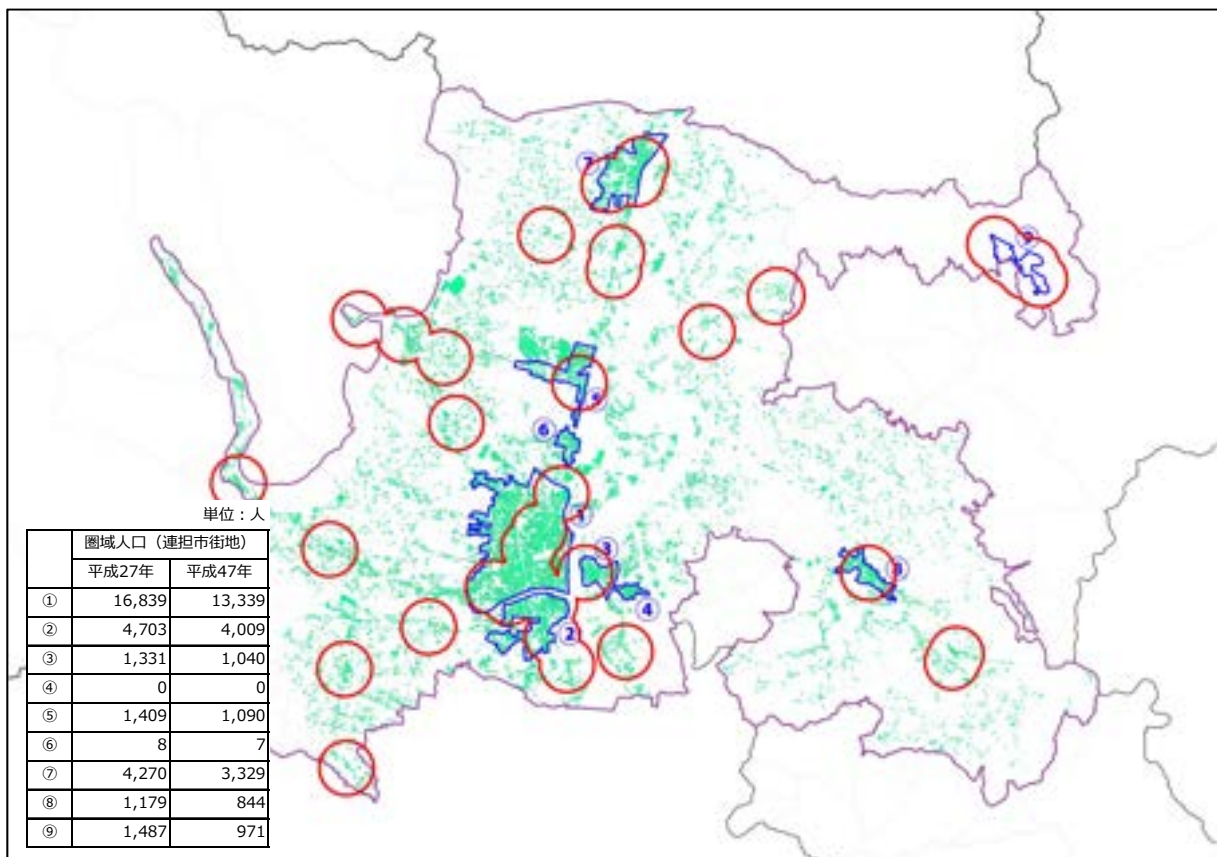 ⑦
⑥
③
④
②
単位：人
圏域人口（連担市街地）
平成27年 平成47年
① 16,839 13,339
② 4,703 4,009
③ 1,331 1,040
④ 0 0
⑤ 1,409 1,090
⑥ 8 7
⑦ 4,270 3,329
⑧ 1,179 844
⑨ 1,487 971